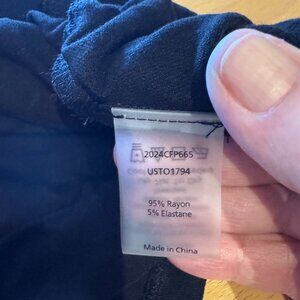 2024CFP665
USTO1794
95% Rayon
5% Elastane
Made in China